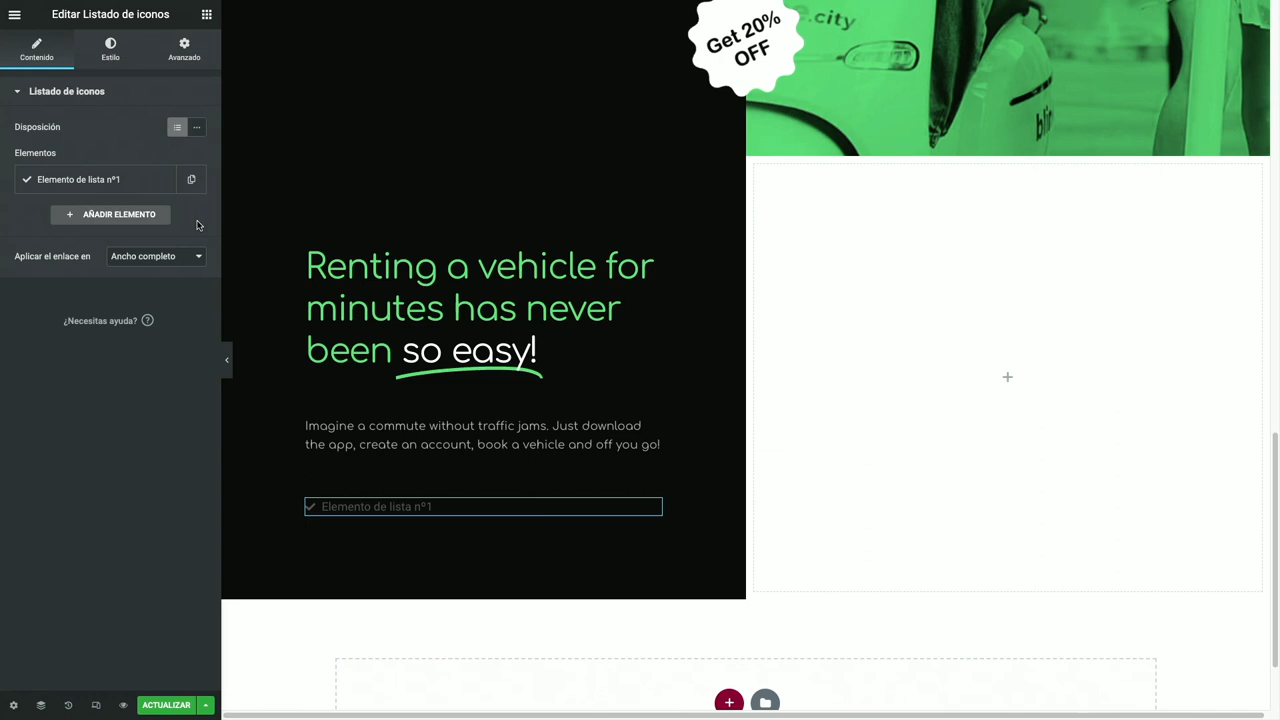 Editar Listado de iconos
Contenido
Estilo
Avanzado
Listado de iconos
Disposición
Elementos
Elemento de lista nº1
+ AÑADIR ELEMENTO
Aplicar el enlace en
Ancho completo
¿Necesitas ayuda? ?
ACTUALIZAR
Get 20%
OFF
e.city
Renting a vehicle for
minutes has never
been so easy!
Imagine a commute without traffic jams. Just download
the app, create an account, book a vehicle and off you go!
Elemento de lista nº1